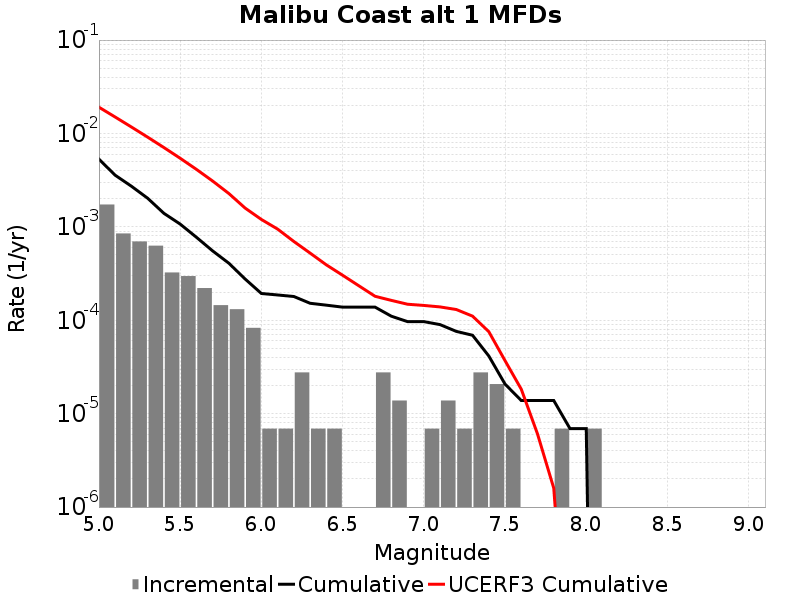 Malibu Coast alt 1 MFDs
10-1
10-2
10-3
10-4
10-5
10-6
Rate (1/yr)
5.0 5.5 6.0 6.5 7.0 7.5 8.0 8.5 9.0
Magnitude
Incremental Cumulative UCERF3 Cumulative